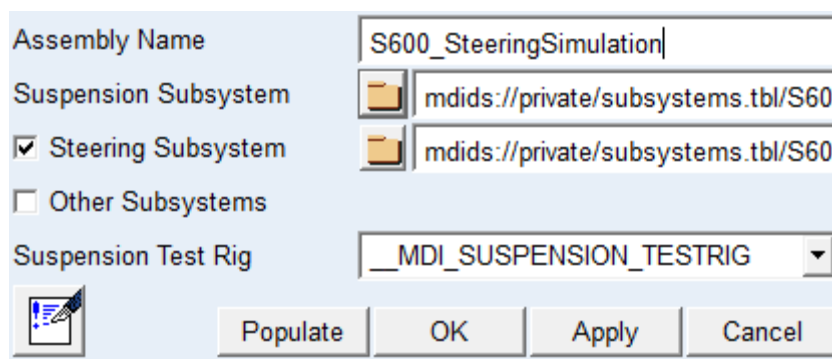 Assembly Name S600_SteeringSimulation
Suspension Subsystem mdids://private/subsystems.tbl/S60
Steering Subsystem mdids://private/subsystems.tbl/S60
Other Subsystems
Suspension Test Rig __MDI_SUSPENSION_TESTRIG
Populate OK Apply Cancel